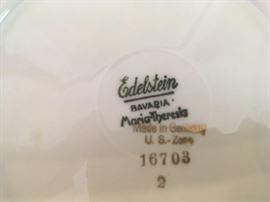 Edelstein
BAVARIA
Maria-Theresia
Made in Germany
U. S.-Zone
16703
2